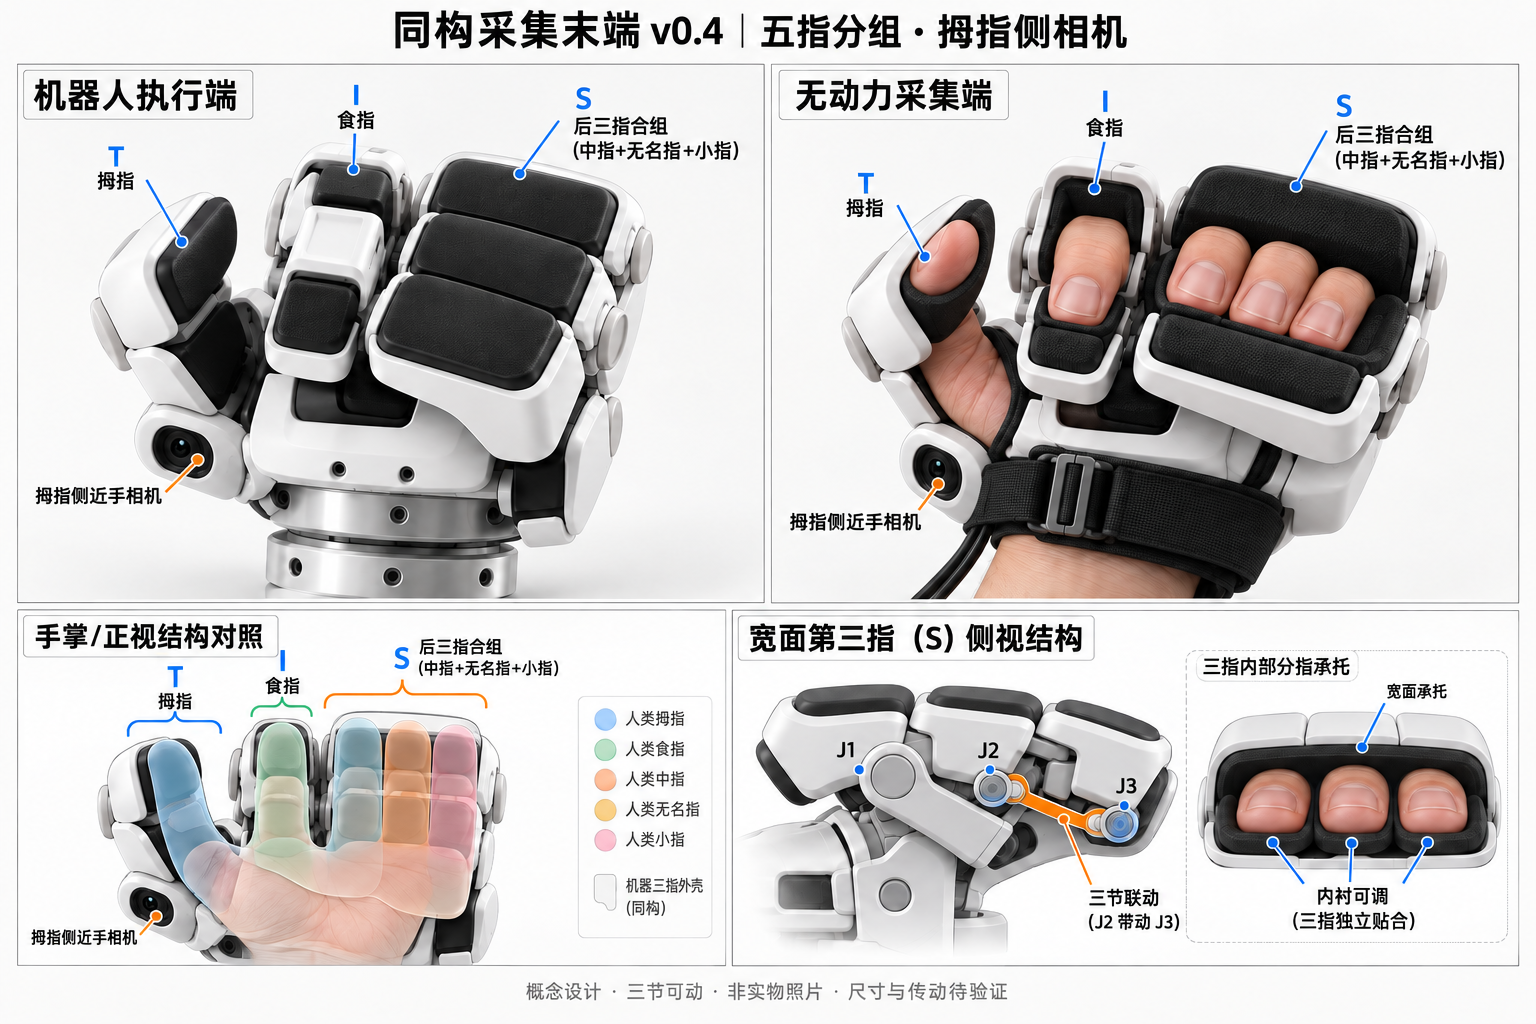 同构采集末端 v0.4｜五指分组 · 拇指侧相机
机器人执行端
T
拇指
I
食指
S
后三指合组
(中指+无名指+小指)
拇指侧近手相机
无动力采集端
T
拇指
I
食指
S
后三指合组
(中指+无名指+小指)
拇指侧近手相机
手掌/正视结构对照
T
拇指
I
食指
S
后三指合组
(中指+无名指+小指)
拇指侧近手相机
人类拇指
人类食指
人类中指
人类无名指
人类小指
机器三指外壳
(同构)
宽面第三指（S）侧视结构
J1
J2
J3
三节联动
(J2 带动 J3)
三指内部分指承托
宽面承托
内衬可调
(三指独立贴合)
概念设计 · 三节可动 · 非实物照片 · 尺寸与传动待验证